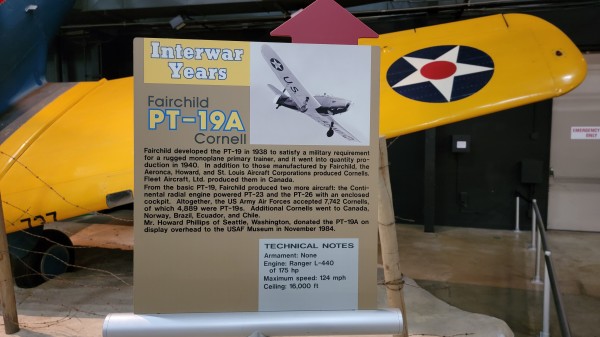 Interwar
Years
Fairchild
PT-19A
Cornell
Fairchild developed the PT-19 in 1938 to satisfy a military requirement
for a rugged monoplane primary trainer, and it went into quantity pro-
duction in 1940. In addition to those manufactured by Fairchild, the
Aeronca, Howard, and St. Louis Aircraft Corporations produced Cornells.
Fleet Aircraft, Ltd. produced them in Canada.
From the basic PT-19, Fairchild produced two more aircraft: the Conti-
nental radial engine powered PT-23 and the PT-26 with an enclosed
cockpit. Altogether, the US Army Air Forces accepted 7,742 Cornells,
of which 4,889 were PT-19s. Additional Cornells went to Canada,
Norway, Brazil, Ecuador, and Chile.
Mr. Howard Phillips of Seattle, Washington, donated the PT-19A on
display overhead to the USAF Museum in November 1984.
TECHNICAL NOTES
Armament: None
Engine: Ranger L-440
of 175 hp
Maximum speed: 124 mph
Ceiling: 16,000 ft
U.S.
737
EMERGENCY